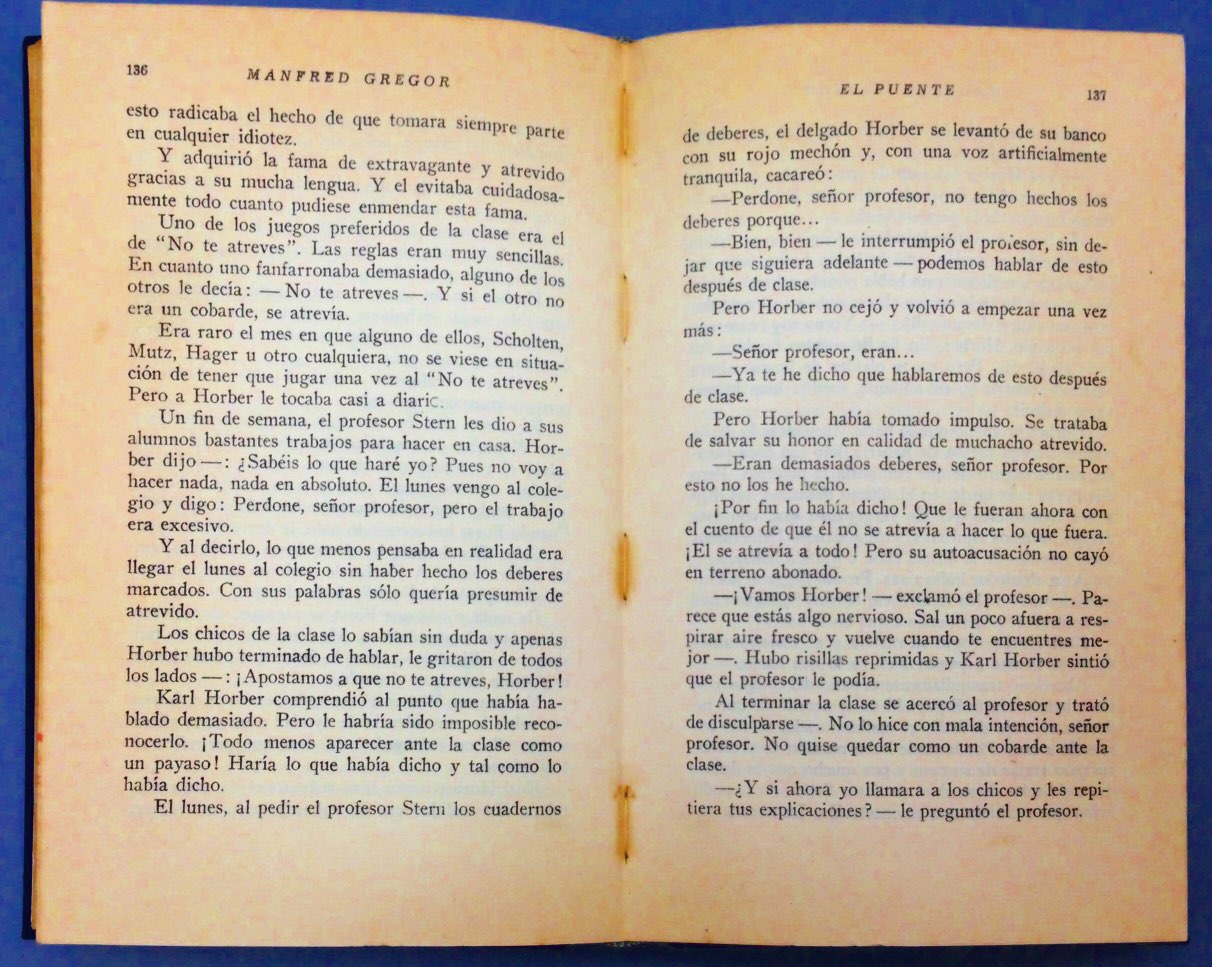 136
MANFRED GREGOR
esto radicaba el hecho de que tomara siempre parte
en cualquier idiotez.
Y adquirió la fama de extravagante y atrevido
gracias a su mucha lengua. Y el evitaba cuidadosa-
mente todo cuanto pudiese enmendar esta fama.
Uno de los juegos preferidos de la clase era el
de “No te atreves”. Las reglas eran muy sencillas.
En cuanto uno fanfarronaba demasiado, alguno de los
otros le decía: — No te atreves —. Y si el otro no
era un cobarde, se atrevía.
Era raro el mes en que alguno de ellos, Scholten,
Mutz, Hager u otro cualquiera, no se viese en situa-
ción de tener que jugar una vez al “No te atreves”.
Pero a Horber le tocaba casi a diario.
Un fin de semana, el profesor Stern les dio a sus
alumnos bastantes trabajos para hacer en casa. Hor-
ber dijo —: ¿Sabéis lo que haré yo? Pues no voy a
hacer nada, nada en absoluto. El lunes vengo al cole-
gio y digo: Perdone, señor profesor, pero el trabajo
era excesivo.
Y al decirlo, lo que menos pensaba en realidad era
llegar el lunes al colegio sin haber hecho los deberes
marcados. Con sus palabras sólo quería presumir de
atrevido.
Los chicos de la clase lo sabían sin duda y apenas
Horber hubo terminado de hablar, le gritaron de todos
los lados —: ¡Apostamos a que no te atreves, Horber!
Karl Horber comprendió al punto que había ha-
blado demasiado. Pero le habría sido imposible reco-
nocerlo. ¡Todo menos aparecer ante la clase como
un payaso! Haría lo que había dicho y tal como lo
había dicho.
El lunes, al pedir el profesor Stern los cuadernos
EL PUENTE
137
de deberes, el delgado Horber se levantó de su banco
con su rojo mechón y, con una voz artificialmente
tranquila, cacareó:
—Perdone, señor profesor, no tengo hechos los
deberes porque...
—Bien, bien — le interrumpió el profesor, sin de-
jar que siguiera adelante — podemos hablar de esto
después de clase.
Pero Horber no cejó y volvió a empezar una vez
más:
—Señor profesor, eran...
—Ya te he dicho que hablaremos de esto después
de clase.
Pero Horber había tomado impulso. Se trataba
de salvar su honor en calidad de muchacho atrevido.
—Eran demasiados deberes, señor profesor. Por
esto no los he hecho.
¡Por fin lo había dicho! Que le fueran ahora con
el cuento de que él no se atrevía a hacer lo que fuera.
¡El se atrevía a todo! Pero su autoacusación no cayó
en terreno abonado.
—¡Vamos Horber! — exclamó el profesor —. Pa-
rece que estás algo nervioso. Sal un poco afuera a res-
pirar aire fresco y vuelve cuando te encuentres me-
jor —. Hubo risillas reprimidas y Karl Horber sintió
que el profesor le podía.
Al terminar la clase se acercó al profesor y trató
de disculparse —. No lo hice con mala intención, señor
profesor. No quise quedar como un cobarde ante la
clase.
—¿Y si ahora yo llamara a los chicos y les repi-
tiera tus explicaciones? — le preguntó el profesor.